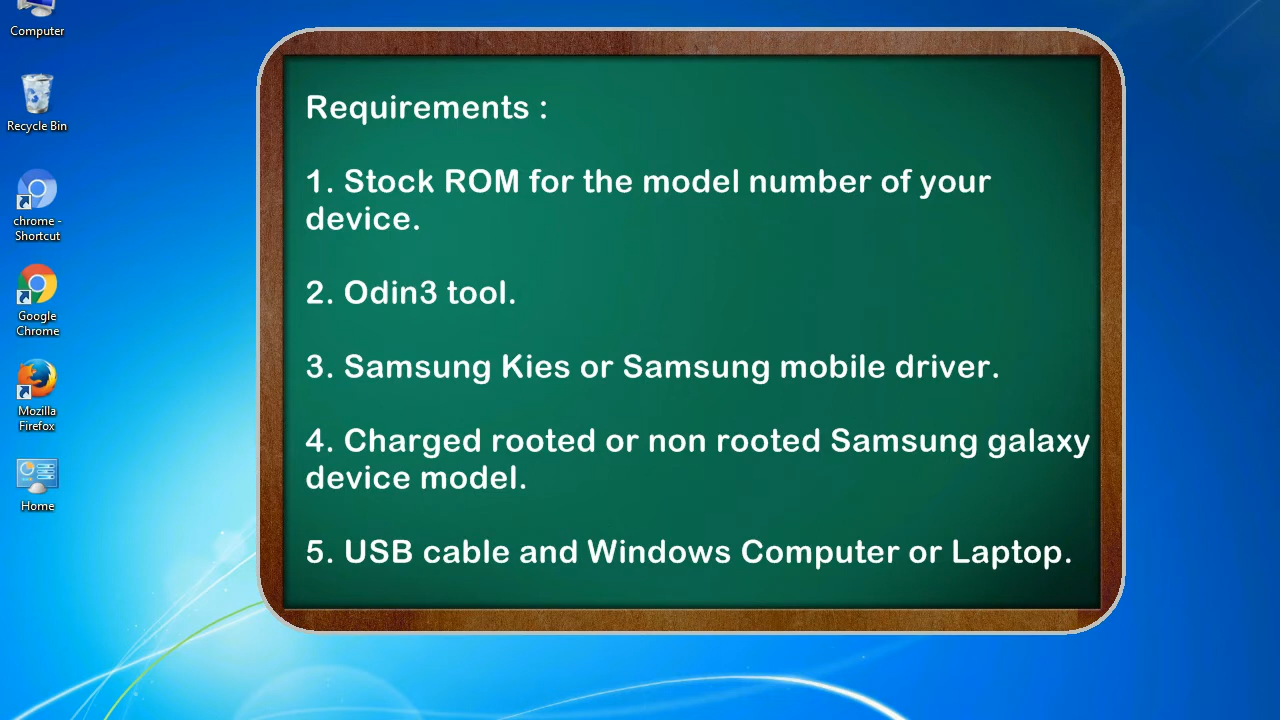 Computer
Recycle Bin
chrome -
Shortcut
Google
Chrome
Mozilla
Firefox
Home
Requirements :
1. Stock ROM for the model number of your
device.
2. Odin3 tool.
3. Samsung Kies or Samsung mobile driver.
4. Charged rooted or non rooted Samsung galaxy
device model.
5. USB cable and Windows Computer or Laptop.